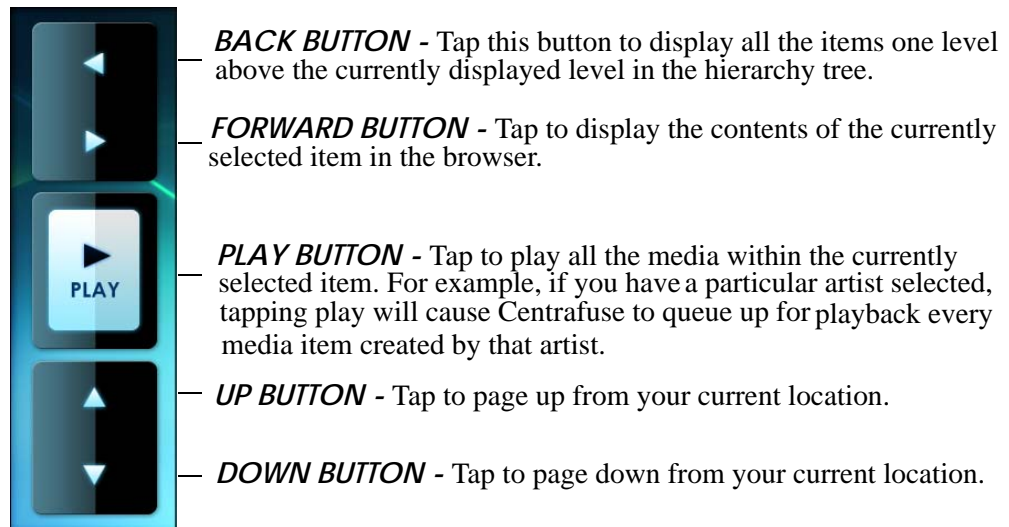 BACK BUTTON - Tap this button to display all the items one level
above the currently displayed level in the hierarchy tree.
FORWARD BUTTON - Tap to display the contents of the currently
selected item in the browser.
PLAY
PLAY BUTTON - Tap to play all the media within the currently
selected item. For example, if you have a particular artist selected,
tapping play will cause Centrafuse to queue up for playback every
media item created by that artist.
UP BUTTON - Tap to page up from your current location.
DOWN BUTTON - Tap to page down from your current location.